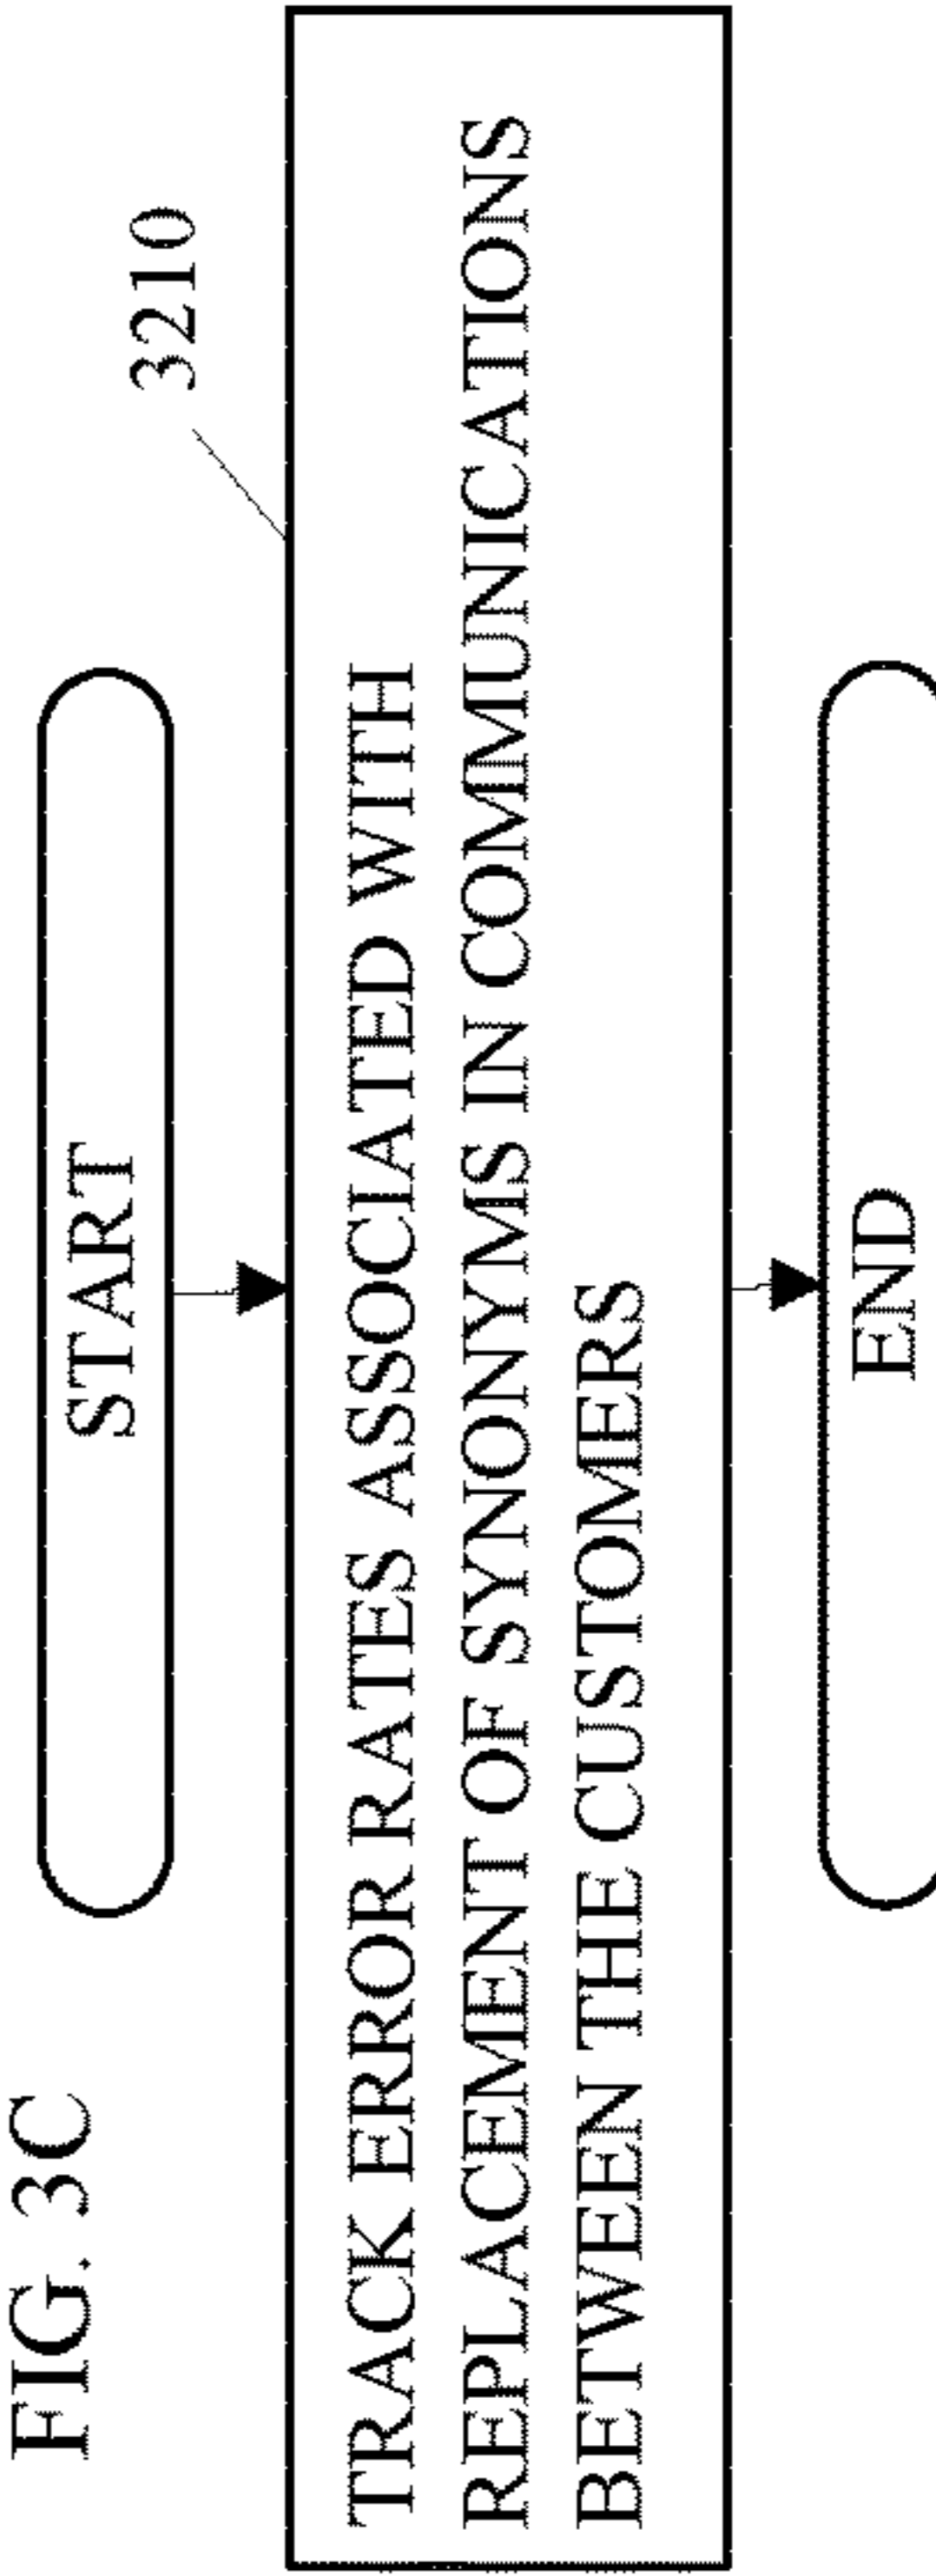 FIG. 3C
START
3210
TRACK ERROR RATES ASSOCIATED WITH
REPLACEMENT OF SYNONYMS IN COMMUNICATIONS
BETWEEN THE CUSTOMERS
END